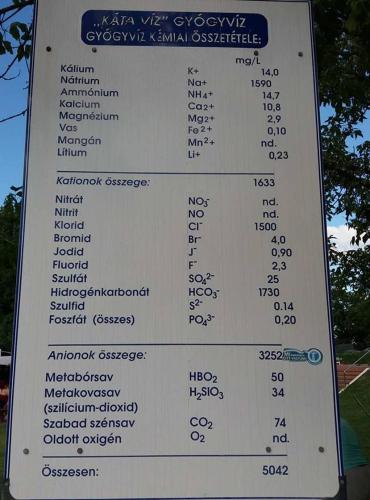 „KÁTA VÍZ" GYÓGYVÍZ
GYÓGYVÍZ KÉMIAI ÖSSZETÉTELE:
mg/L
Kálium K+ 14,0
Nátrium Na+ 1590
Ammónium NH4+ 14,7
Kalcium Ca2+ 10,8
Magnézium Mg2+ 2,9
Vas Fe2+ 0,10
Mangán Mn2+ nd.
Lítium Li+ 0,23
Kationok összege: 1633
Nitrát NO3- nd.
Nitrit NO nd.
Klorid Cl- 1500
Bromid Br- 4,0
Jodid J- 0,90
Fluorid F- 2,3
Szulfát SO4 2- 25
Hidrogénkarbonát HCO3- 1730
Szulfid S2- 0.14
Foszfát (összes) PO4 3- 0,20
Anionok összege: 3252
Metabórsav HBO2 50
Metakovasav H2SIO3 34
(szilícium-dioxid)
Szabad szénsav CO2 74
Oldott oxigén O2 nd.
Összesen: 5042